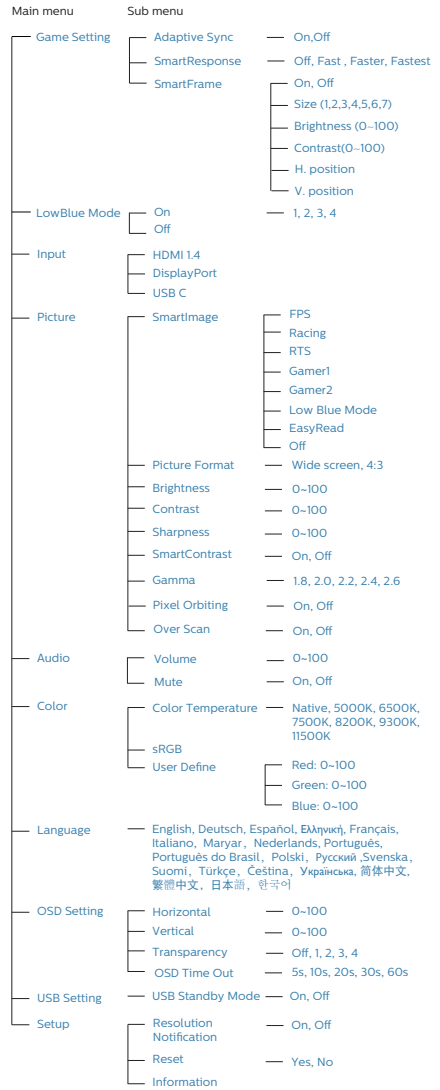 Main menu Sub menu
Game Setting Adaptive Sync On,Off
SmartResponse Off, Fast , Faster, Fastest
SmartFrame On, Off
Size (1,2,3,4,5,6,7)
Brightness (0~100)
Contrast(0~100)
H. position
V. position
LowBlue Mode On 1, 2, 3, 4
Off
Input HDMI 1.4
DisplayPort
USB C
Picture SmartImage FPS
Racing
RTS
Gamer1
Gamer2
Low Blue Mode
EasyRead
Off
Picture Format Wide screen, 4:3
Brightness 0~100
Contrast 0~100
Sharpness 0~100
SmartContrast On, Off
Gamma 1.8, 2.0, 2.2, 2.4, 2.6
Pixel Orbiting On, Off
Over Scan On, Off
Audio Volume 0~100
Mute On, Off
Color Color Temperature Native, 5000K, 6500K,
7500K, 8200K, 9300K,
11500K
sRGB
User Define Red: 0~100
Green: 0~100
Blue: 0~100
Language English, Deutsch, Español, Ελληνική, Français,
Italiano, Maryar, Nederlands, Português,
Português do Brasil, Polski, Русский ,Svenska,
Suomi, Türkçe, Čeština, Українська, 简体中文,
繁體中文, 日本語, 한국어
OSD Setting Horizontal 0~100
Vertical 0~100
Transparency Off, 1, 2, 3, 4
OSD Time Out 5s, 10s, 20s, 30s, 60s
USB Setting USB Standby Mode On, Off
Setup Resolution On, Off
Notification
Reset Yes, No
Information